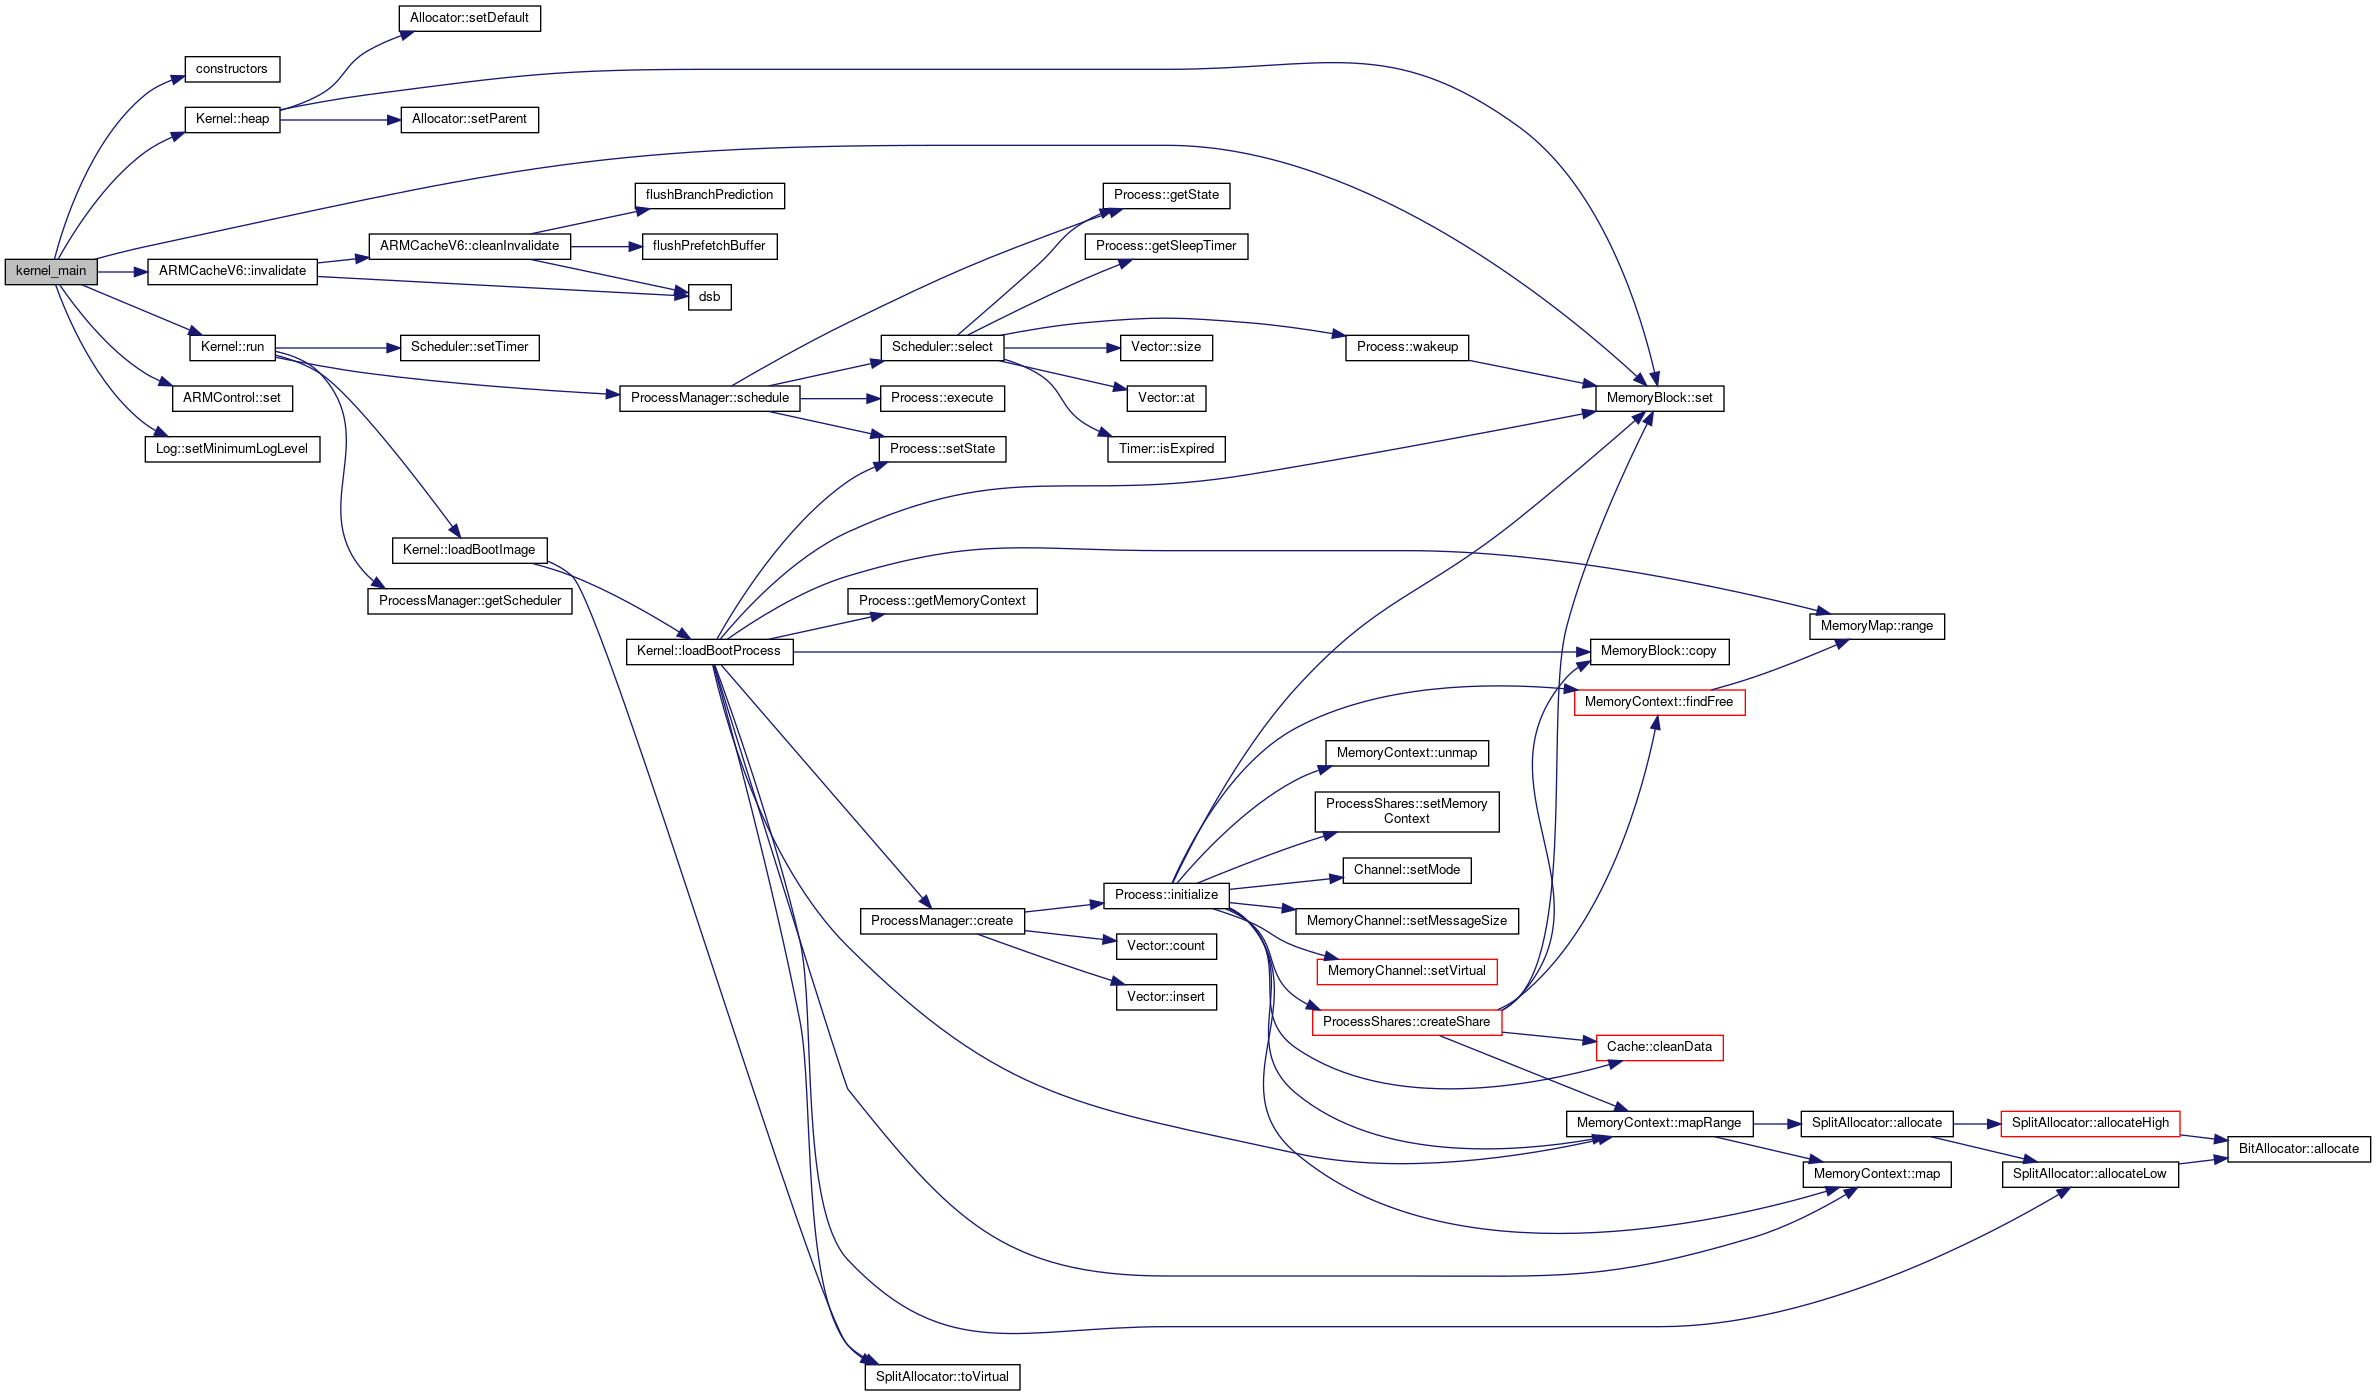 Allocator::setDefault
constructors
Kernel::heap
Allocator::setParent
flushBranchPrediction
Process::getState
ARMCacheV6::cleanInvalidate
flushPrefetchBuffer
Process::getSleepTimer
kernel_main
ARMCacheV6::invalidate
dsb
Kernel::run
Scheduler::setTimer
Scheduler::select
Vector::size
Process::wakeup
ARMControl::set
ProcessManager::schedule
Process::execute
Vector::at
MemoryBlock::set
Log::setMinimumLogLevel
Process::setState
Timer::isExpired
Kernel::loadBootImage
ProcessManager::getScheduler
Process::getMemoryContext
MemoryMap::range
Kernel::loadBootProcess
MemoryBlock::copy
MemoryContext::findFree
MemoryContext::unmap
ProcessShares::setMemory
Context
Channel::setMode
Process::initialize
ProcessManager::create
MemoryChannel::setMessageSize
Vector::count
MemoryChannel::setVirtual
Vector::insert
ProcessShares::createShare
Cache::cleanData
MemoryContext::mapRange
SplitAllocator::allocate
SplitAllocator::allocateHigh
BitAllocator::allocate
MemoryContext::map
SplitAllocator::allocateLow
SplitAllocator::toVirtual